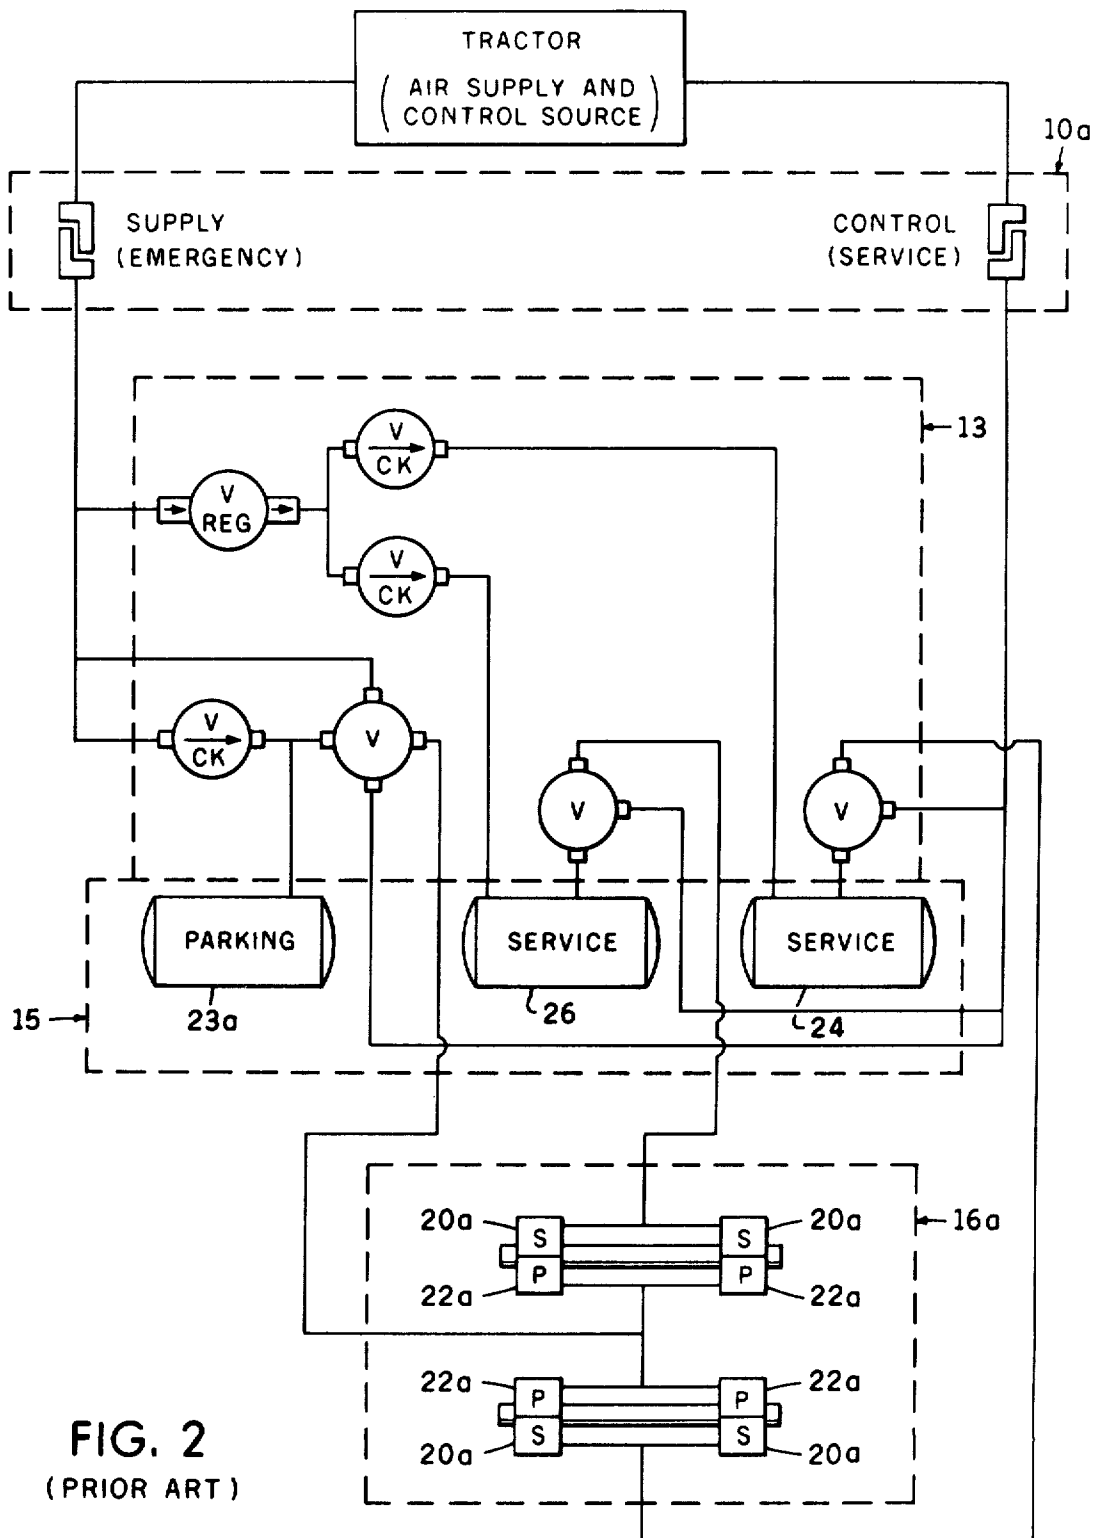 TRACTOR
(AIR SUPPLY AND
CONTROL SOURCE)
10a
SUPPLY
(EMERGENCY)
CONTROL
(SERVICE)
13
V
CK
V
REG
V
CK
V
CK
V
V
V
PARKING
SERVICE
SERVICE
23a
26
24
15
20a
S
S
20a
16a
22a
P
P
22a
22a
P
P
22a
20a
S
S
20a
FIG. 2
(PRIOR ART)